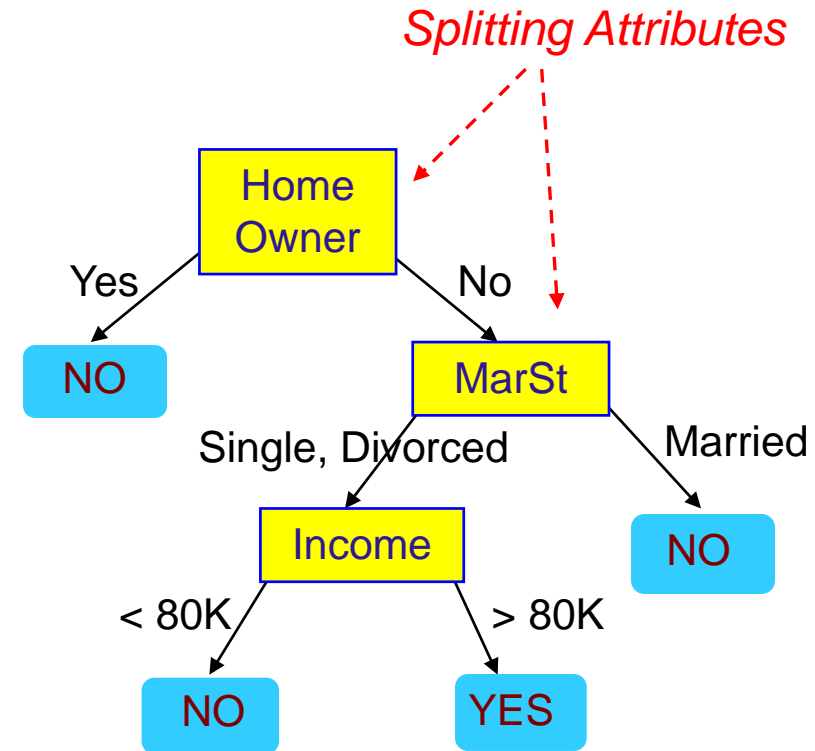 Splitting Attributes
Home
Owner
Yes
No
NO
MarSt
Single, Divorced
Married
Income
NO
< 80K
> 80K
NO
YES